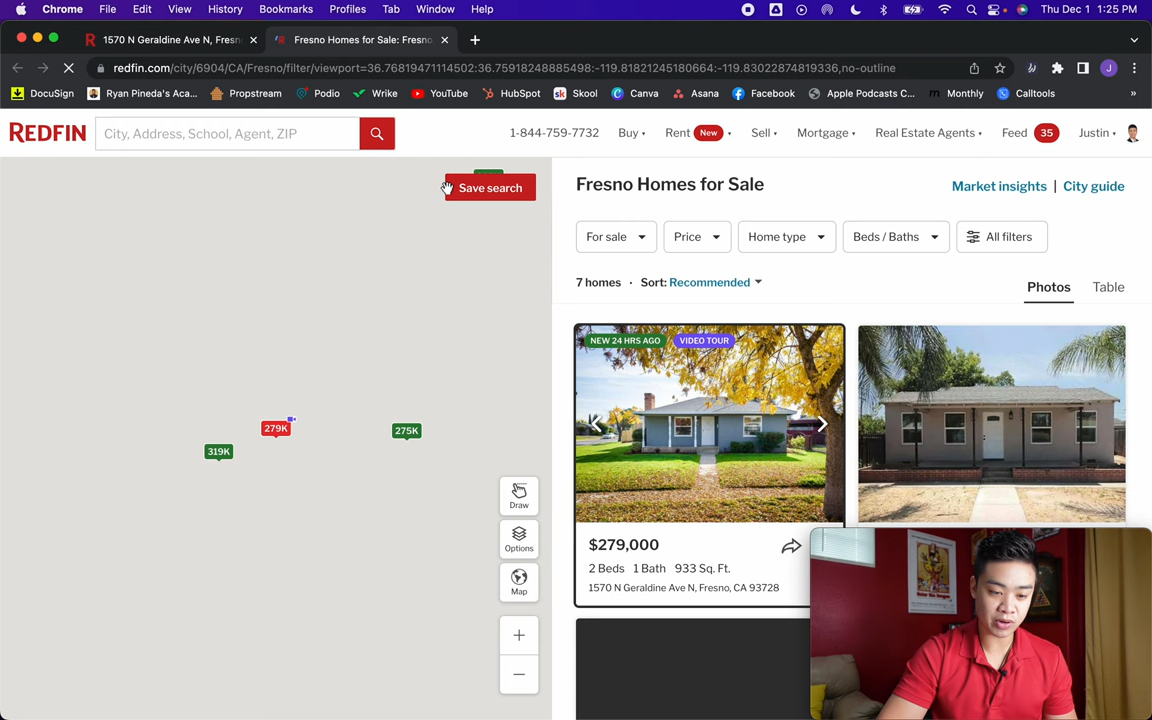 Chrome File Edit View History Bookmarks Profiles Tab Window Help Thu Dec 1 1:25 PM
1570 N Geraldine Ave N, Fresn
Fresno Homes for Sale: Fresno
redfin.com/city/6904/CA/Fresno/filter/viewport=36.76819471114502:36.75918248885498:-119.81821245180664:-119.83022874819336,no-outline
J
DocuSign Ryan Pineda's Aca... Propstream Podio Wrike YouTube HubSpot Skool Canva Asana Facebook Apple Podcasts C... Monthly Calltools »
REDFIN City, Address, School, Agent, ZIP 1-844-759-7732 Buy Rent New Sell Mortgage Real Estate Agents Feed 35 Justin
Save search
Fresno Homes for Sale
Market insights | City guide
For sale Price Home type Beds / Baths All filters
7 homes · Sort: Recommended
Photos Table
NEW 24 HRS AGO VIDEO TOUR
279K
319K
275K
Draw
Options
Map
$279,000
2 Beds 1 Bath 933 Sq. Ft.
1570 N Geraldine Ave N, Fresno, CA 93728